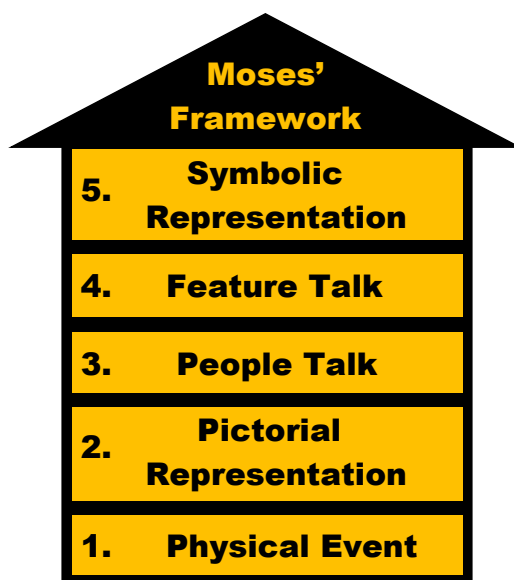 Moses’
Framework
5. Symbolic
Representation
4. Feature Talk
3. People Talk
2. Pictorial
Representation
1. Physical Event